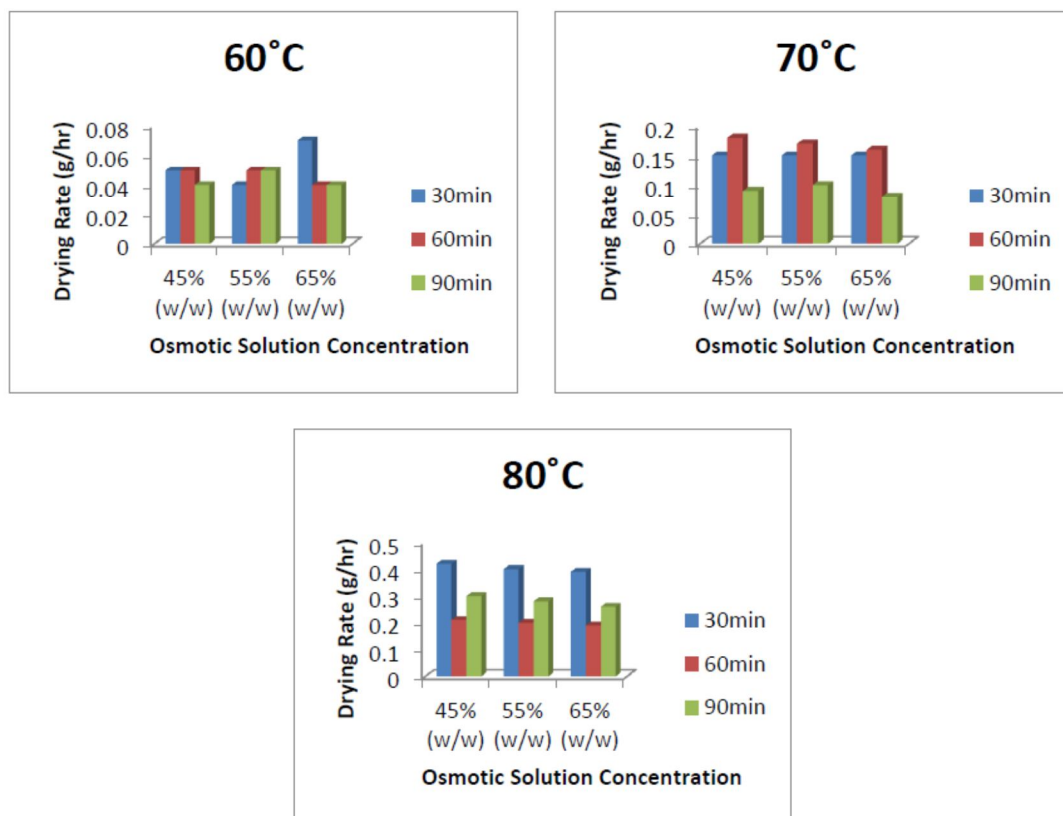 60˚C
Drying Rate (g/hr)
0.08
0.06
0.04
0.02
0
45%
(w/w)
55%
(w/w)
65%
(w/w)
Osmotic Solution Concentration
30min
60min
90min
70˚C
Drying Rate (g/hr)
0.2
0.15
0.1
0.05
0
45%
(w/w)
55%
(w/w)
65%
(w/w)
Osmotic Solution Concentration
30min
60min
90min
80˚C
Drying Rate (g/hr)
0.5
0.4
0.3
0.2
0.1
0
45%
(w/w)
55%
(w/w)
65%
(w/w)
Osmotic Solution Concentration
30min
60min
90min